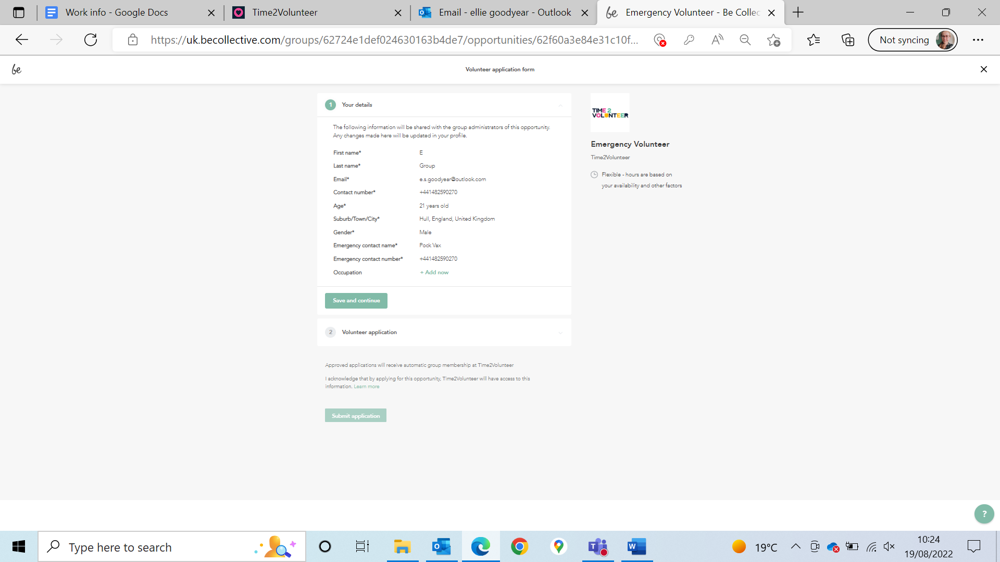 Work info - Google Docs
Time2Volunteer
Email - ellie goodyear - Outlook
Emergency Volunteer - Be Collec
https://uk.becollective.com/groups/62724e1def024630163b4de7/opportunities/62f60a3e84e31c10f...
Not syncing
be
Volunteer application form
1 Your details
The following information will be shared with the group administrators of this opportunity.
Any changes made here will be updated in your profile.
First name* E
Last name* Group
Email* e.s.goodyear@outlook.com
Contact number* +441482590270
Age* 21 years old
Suburb/Town/City* Hull, England, United Kingdom
Gender* Male
Emergency contact name* Pock Vax
Emergency contact number* +441482590270
Occupation + Add now
Save and continue
2 Volunteer application
Approved applications will receive automatic group membership at Time2Volunteer
I acknowledge that by applying for this opportunity, Time2Volunteer will have access to this
information. Learn more
Submit application
TIME 2
VOLUNTEER
Emergency Volunteer
Time2Volunteer
Flexible - hours are based on
your availability and other factors
?
Type here to search
19°C
10:24
19/08/2022